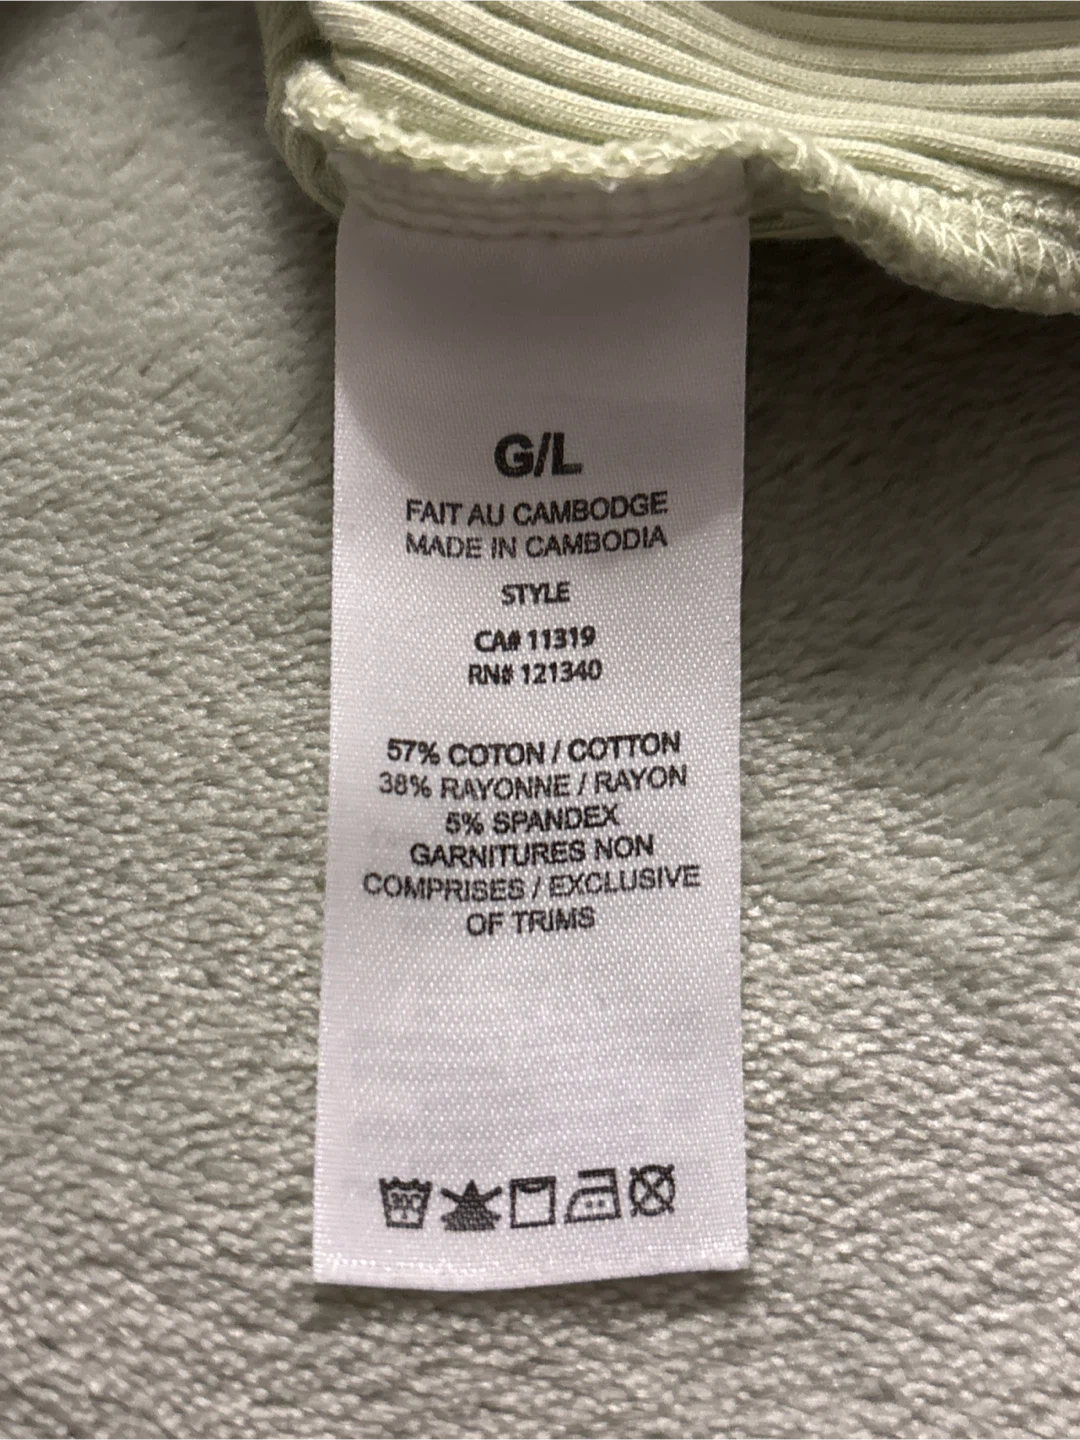 G/L
FAIT AU CAMBODGE
MADE IN CAMBODIA
STYLE
CA# 11319
RN# 121340
57% COTON / COTTON
38% RAYONNE / RAYON
5% SPANDEX
GARNITURES NON
COMPRISES / EXCLUSIVE
OF TRIMS